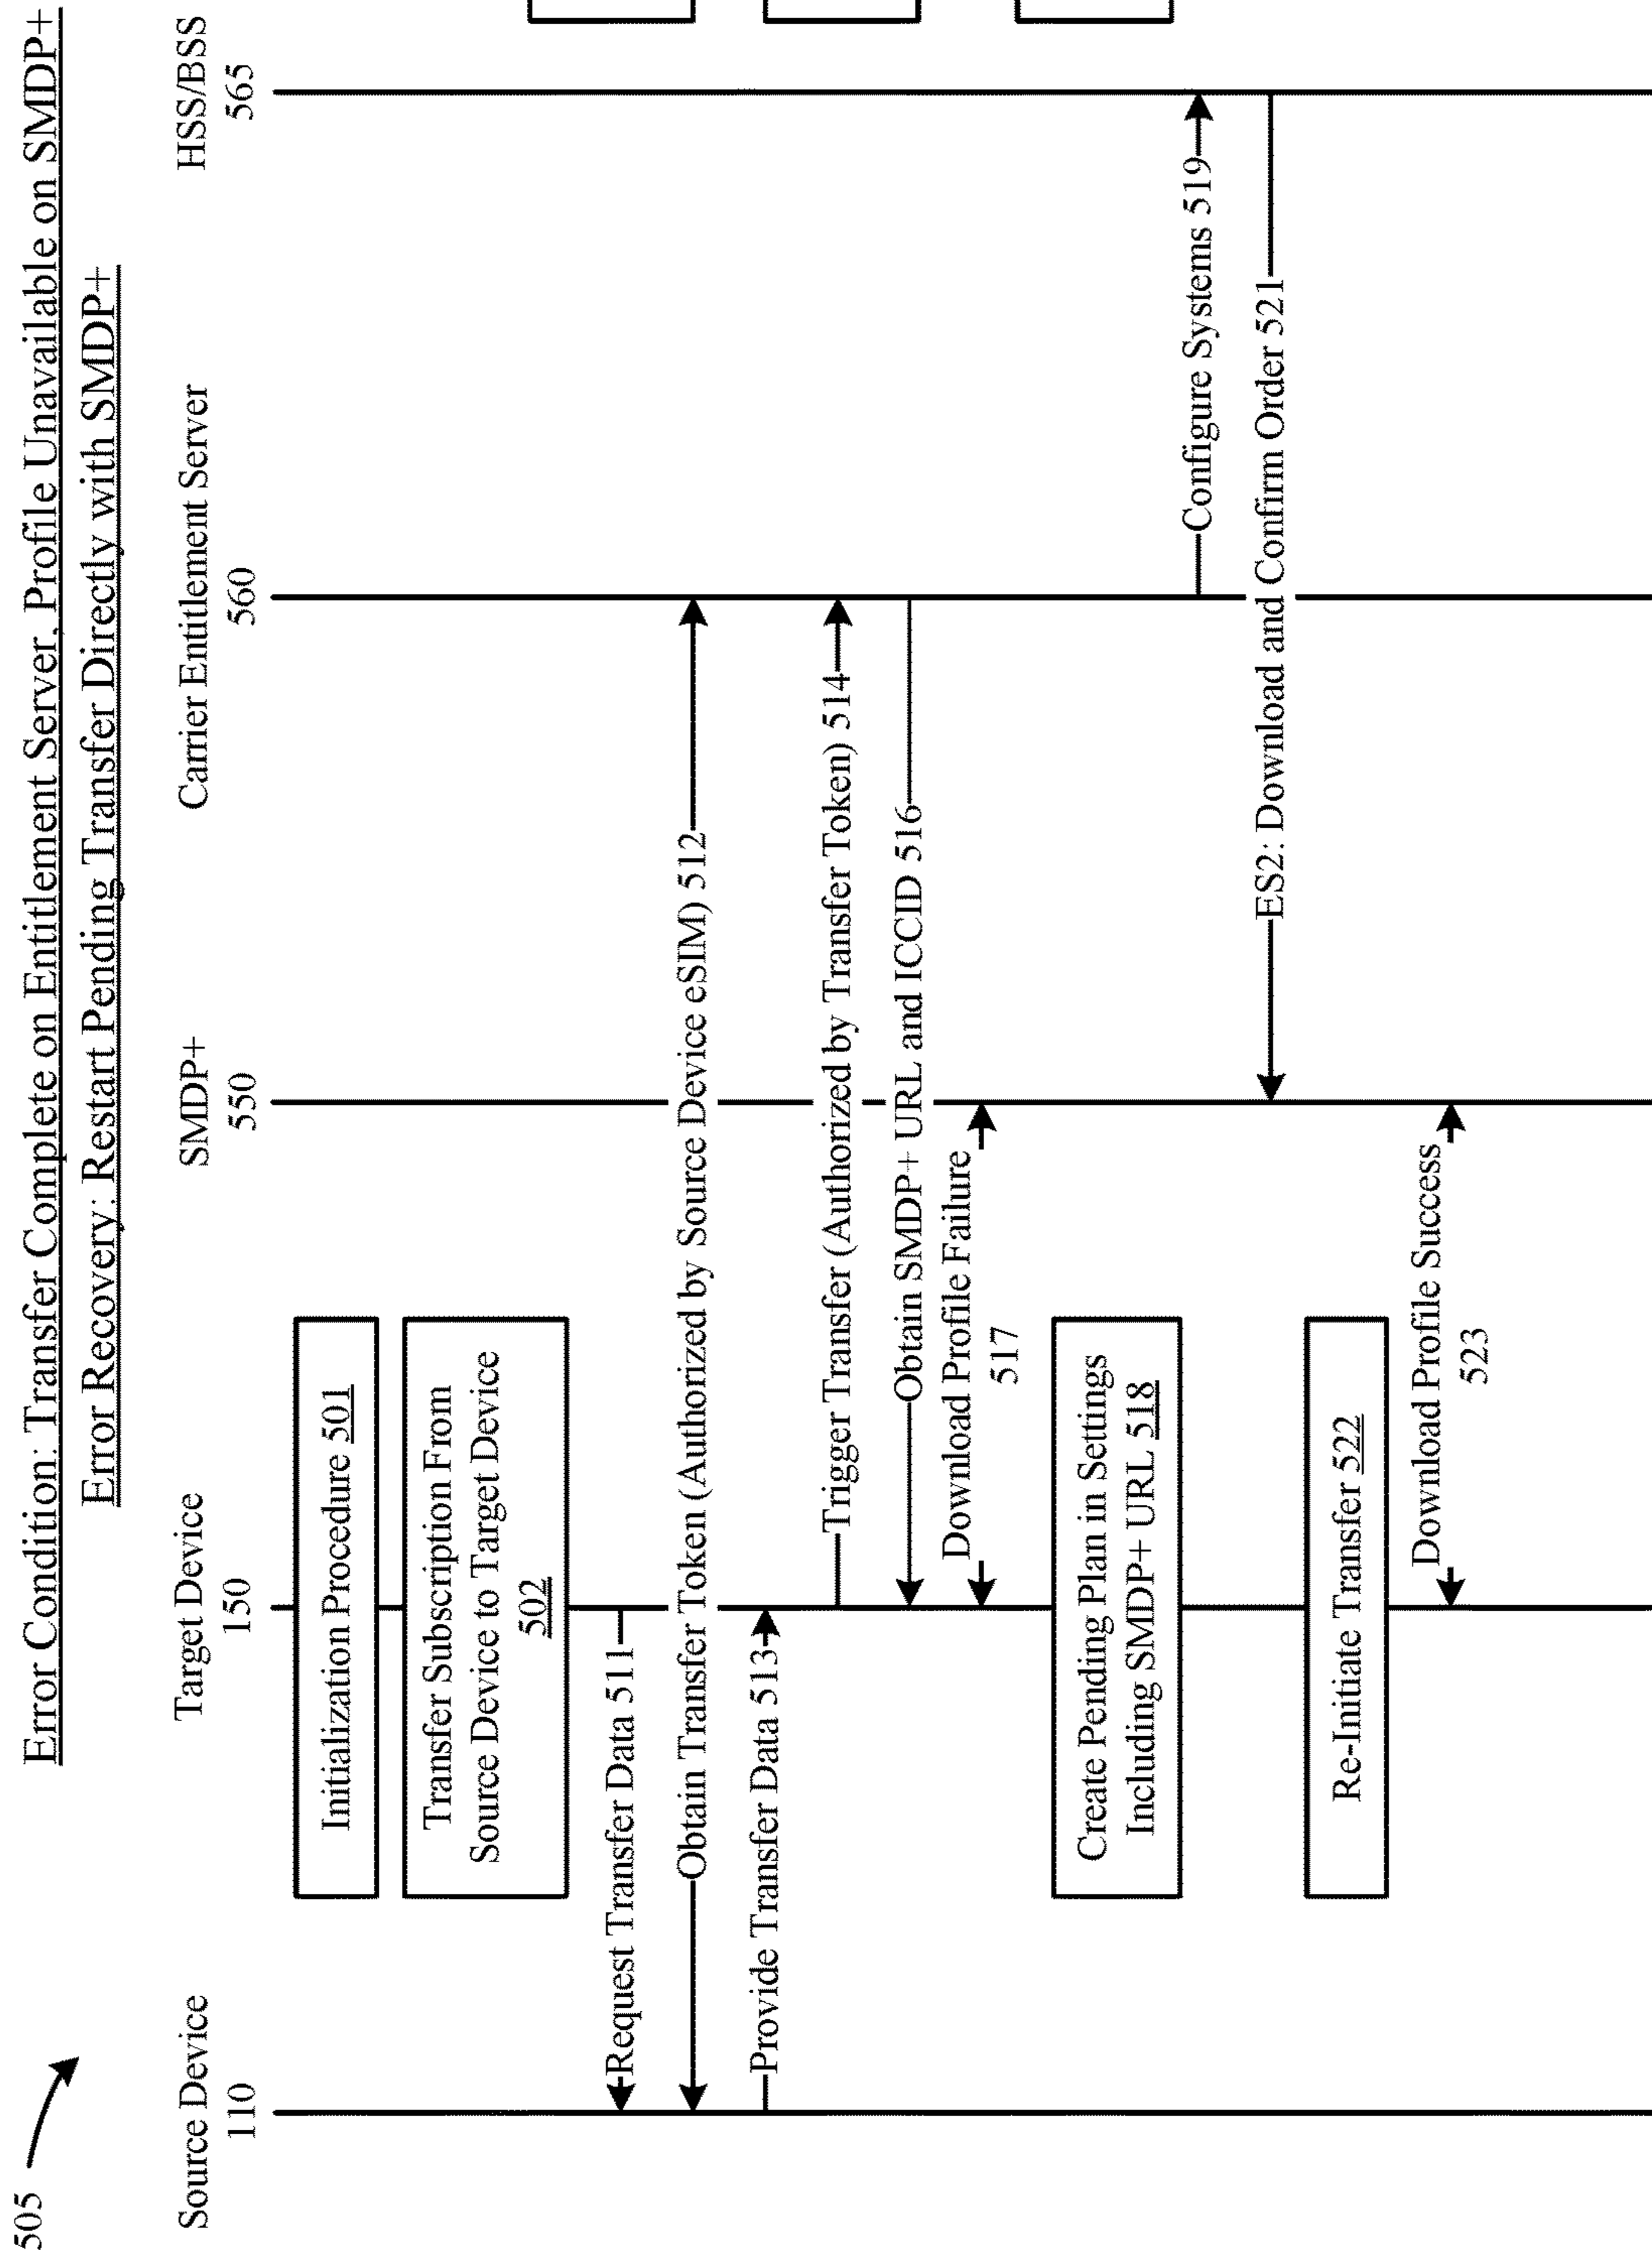 505
Error Condition: Transfer Complete on Entitlement Server, Profile Unavailable on SMDP+
Error Recovery: Restart Pending Transfer Directly with SMDP+
Source Device
110
Target Device
150
SMDP+
550
Carrier Entitlement Server
560
HSS/BSS
565
Initialization Procedure 501
Transfer Subscription From
Source Device to Target Device
502
Request Transfer Data 511
Obtain Transfer Token (Authorized by Source Device eSIM) 512
Provide Transfer Data 513
Trigger Transfer (Authorized by Transfer Token) 514
Obtain SMDP+ URL and ICCID 516
Download Profile Failure
517
Create Pending Plan in Settings
Including SMDP+ URL 518
Configure Systems 519
ES2: Download and Confirm Order 521
Re-Initiate Transfer 522
Download Profile Success
523